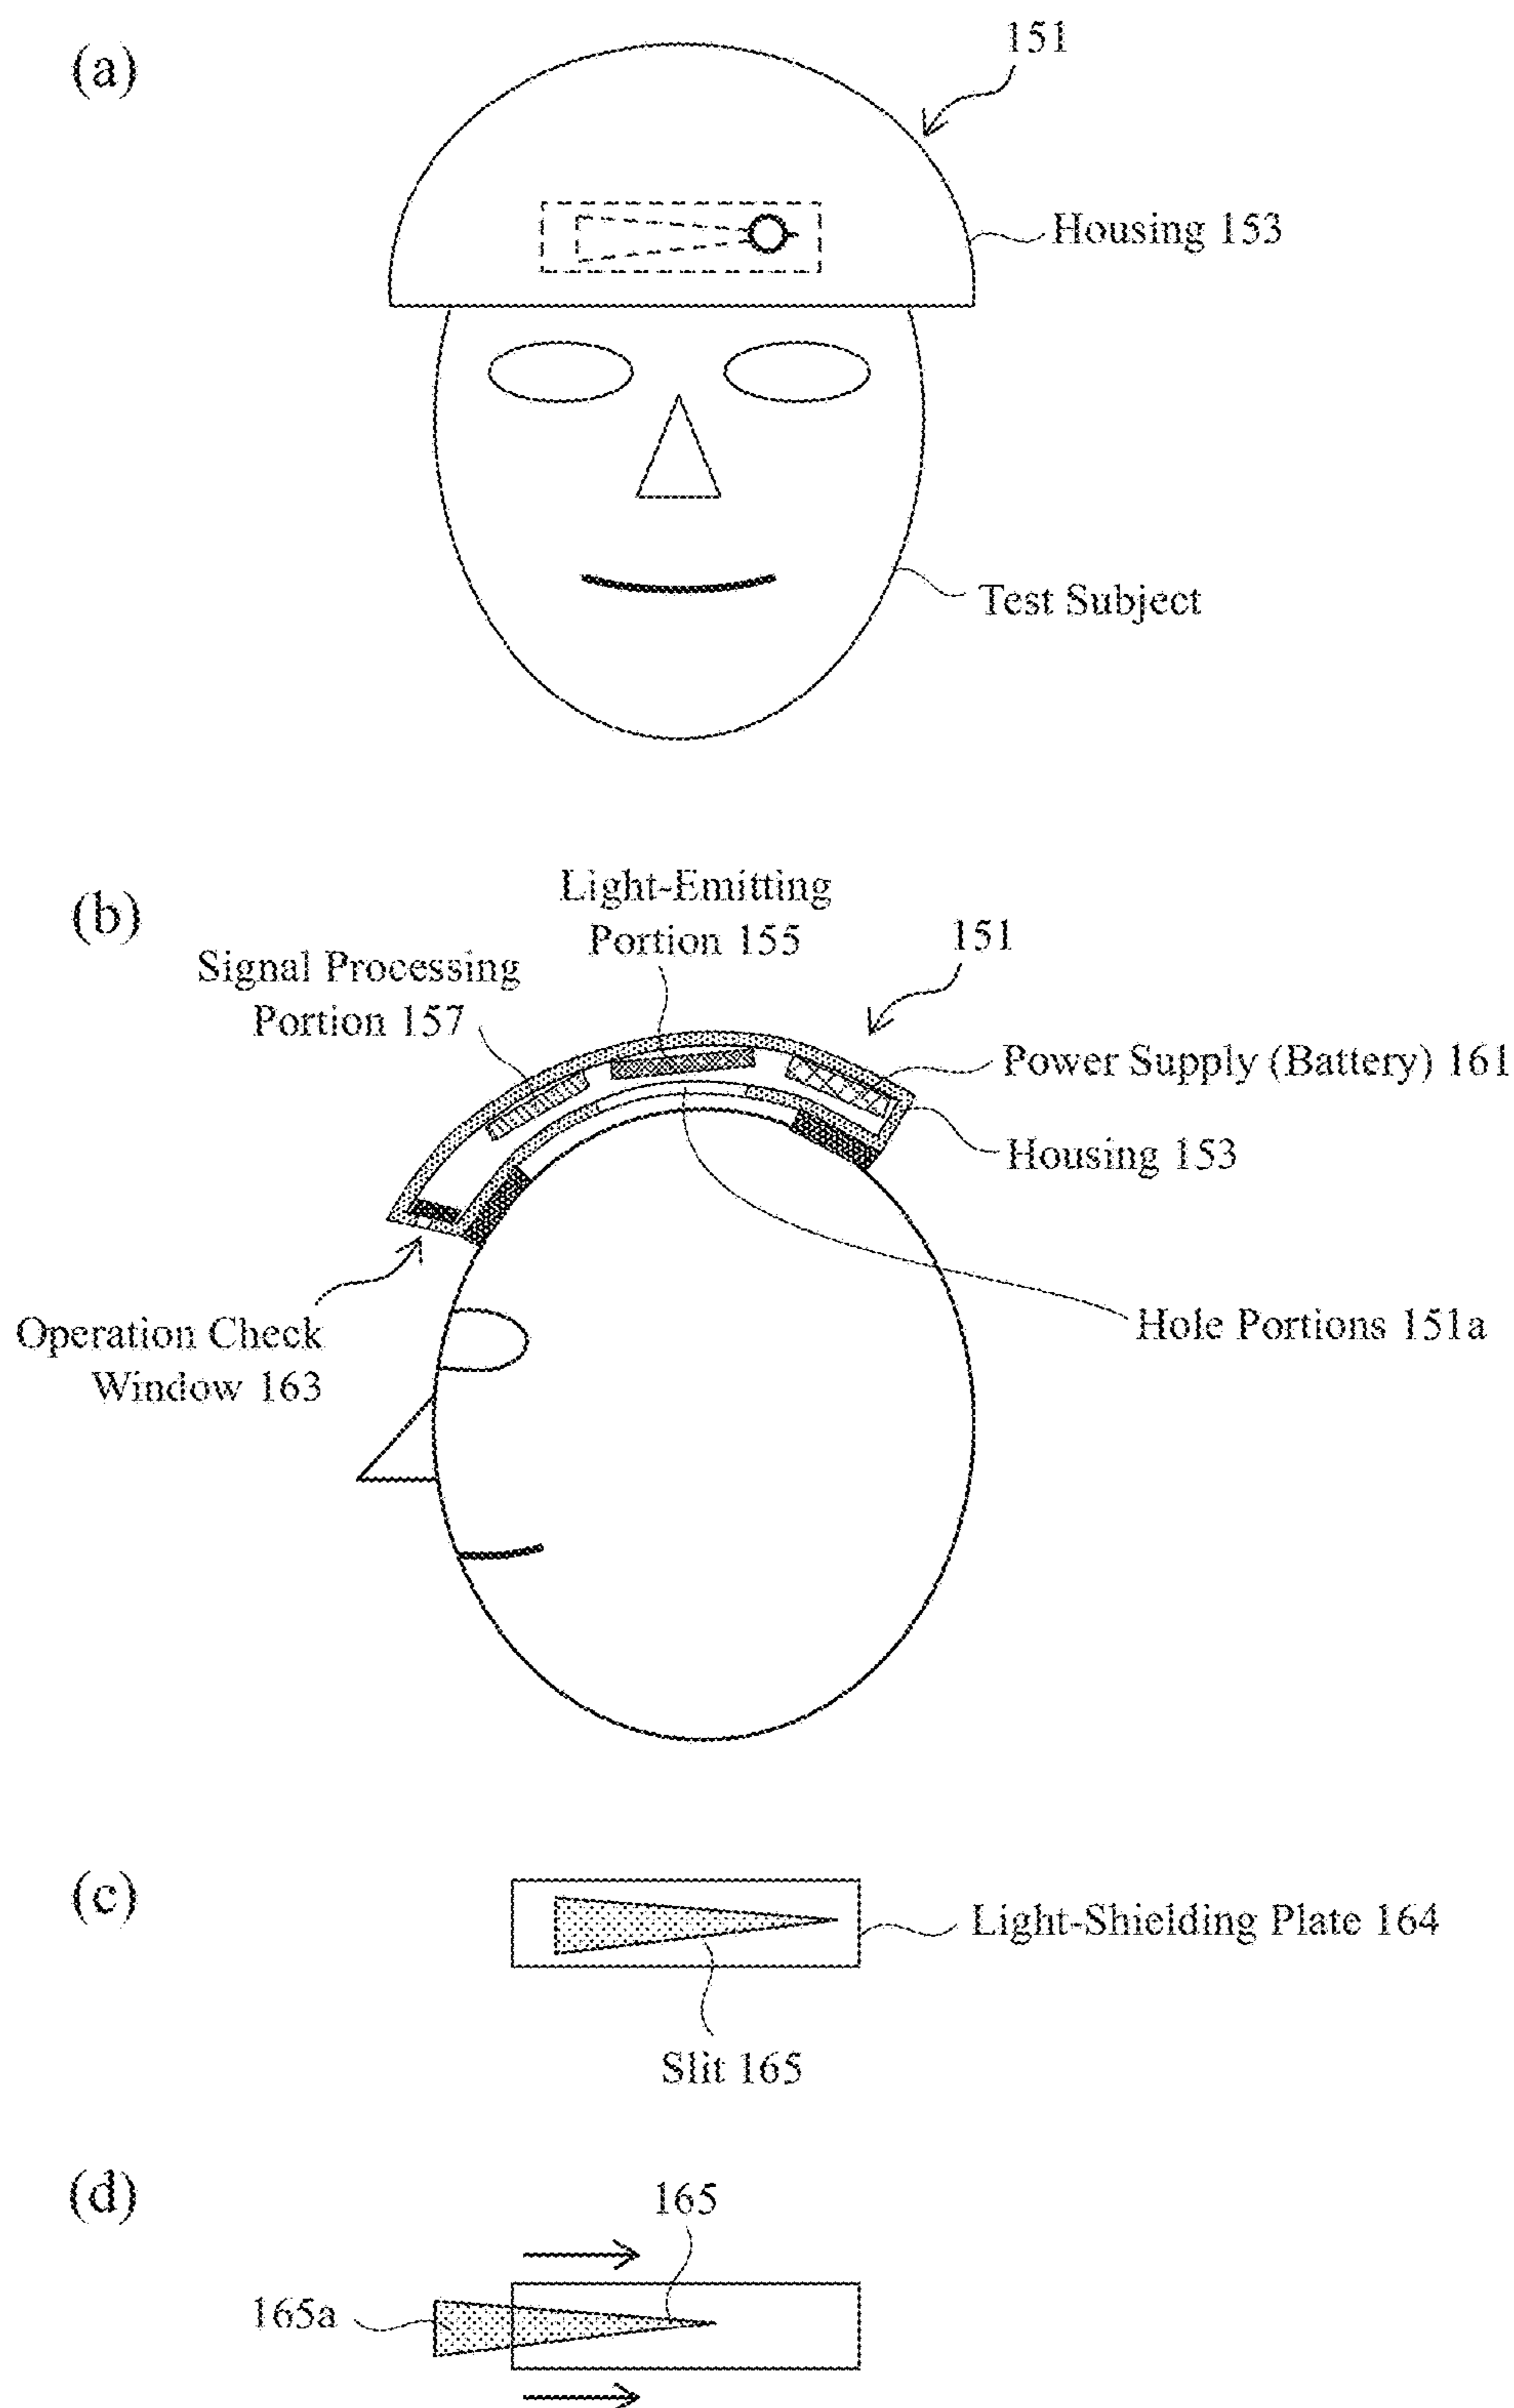 (a)
151
Housing 153
Test Subject
(b)
Light-Emitting
Portion 155
151
Signal Processing
Portion 157
Power Supply (Battery) 161
Housing 153
Hole Portions 151a
Operation Check
Window 163
(c)
Light-Shielding Plate 164
Slit 165
(d)
165
165a